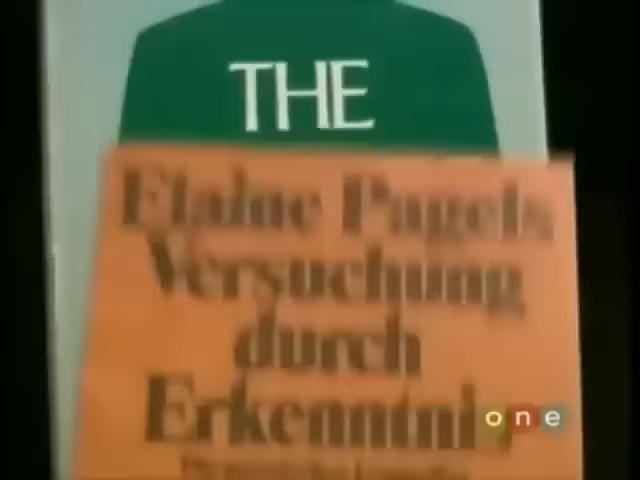 THE
Elaine Pagels
Versuchung
durch
Erkenntnis
one